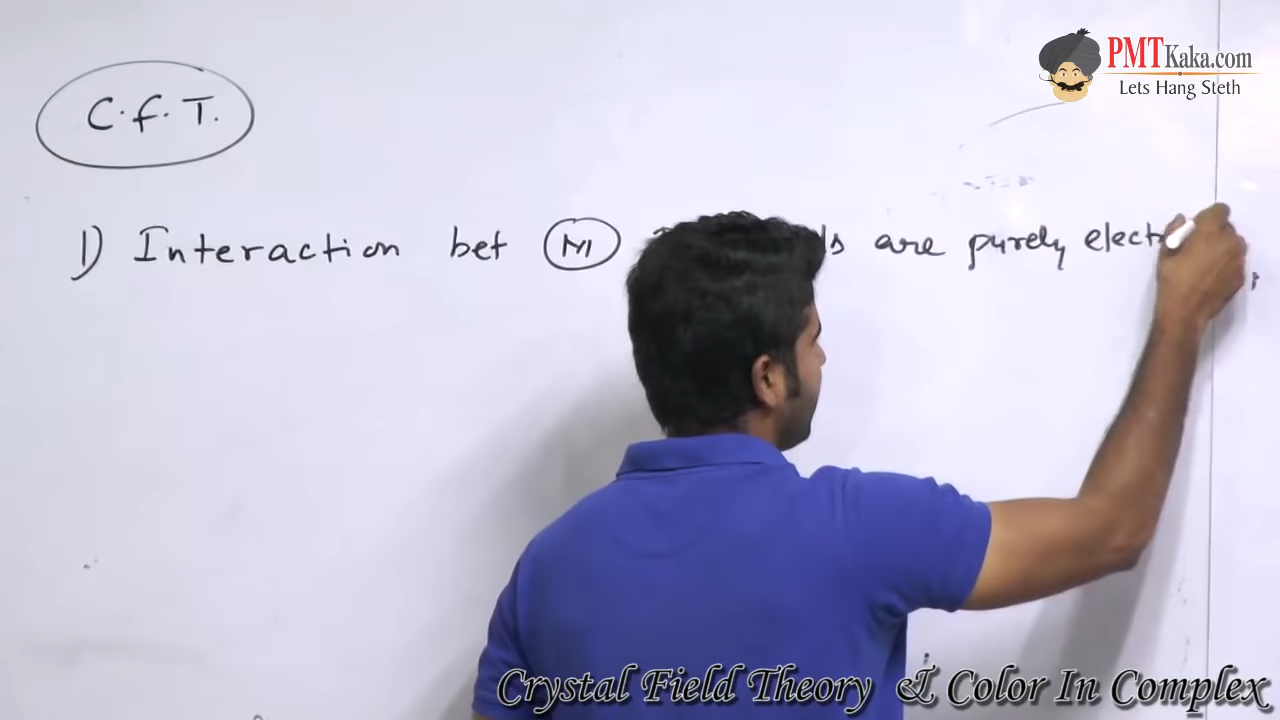 PMTKaka.com
Lets Hang Steth
C.f.T.
1) Interaction bet M are purely elect
Crystal Field Theory & Color In Complex